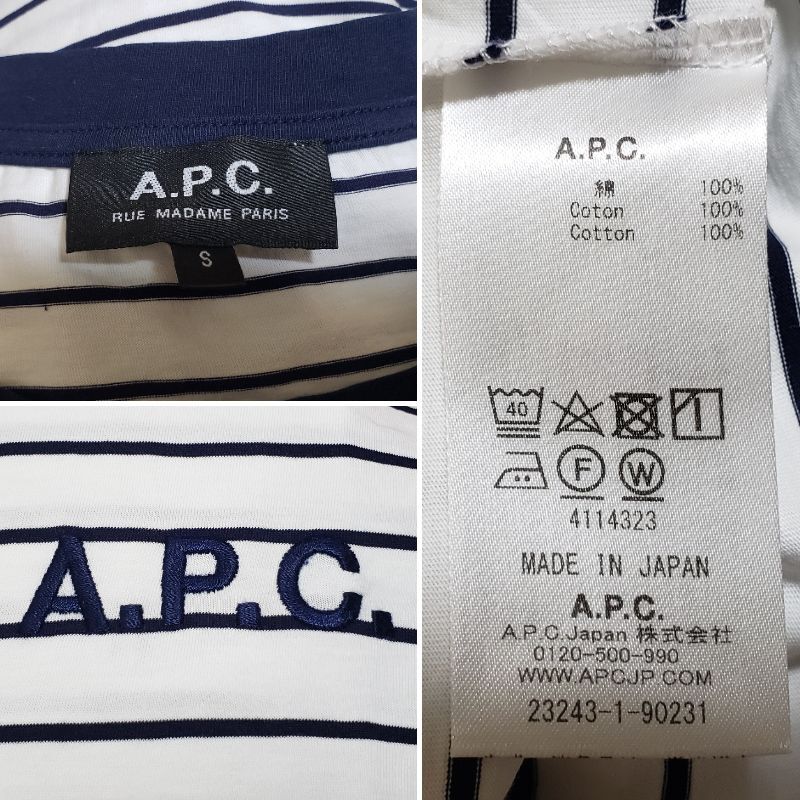 A.P.C.
RUE MADAME PARIS
S
A.P.C.
A.P.C.
綿 100%
Coton 100%
Cotton 100%
40
F W
4114323
MADE IN JAPAN
A.P.C.
A.P.C.Japan 株式会社
0120-500-990
WWW.APCJP.COM
23243-1-90231